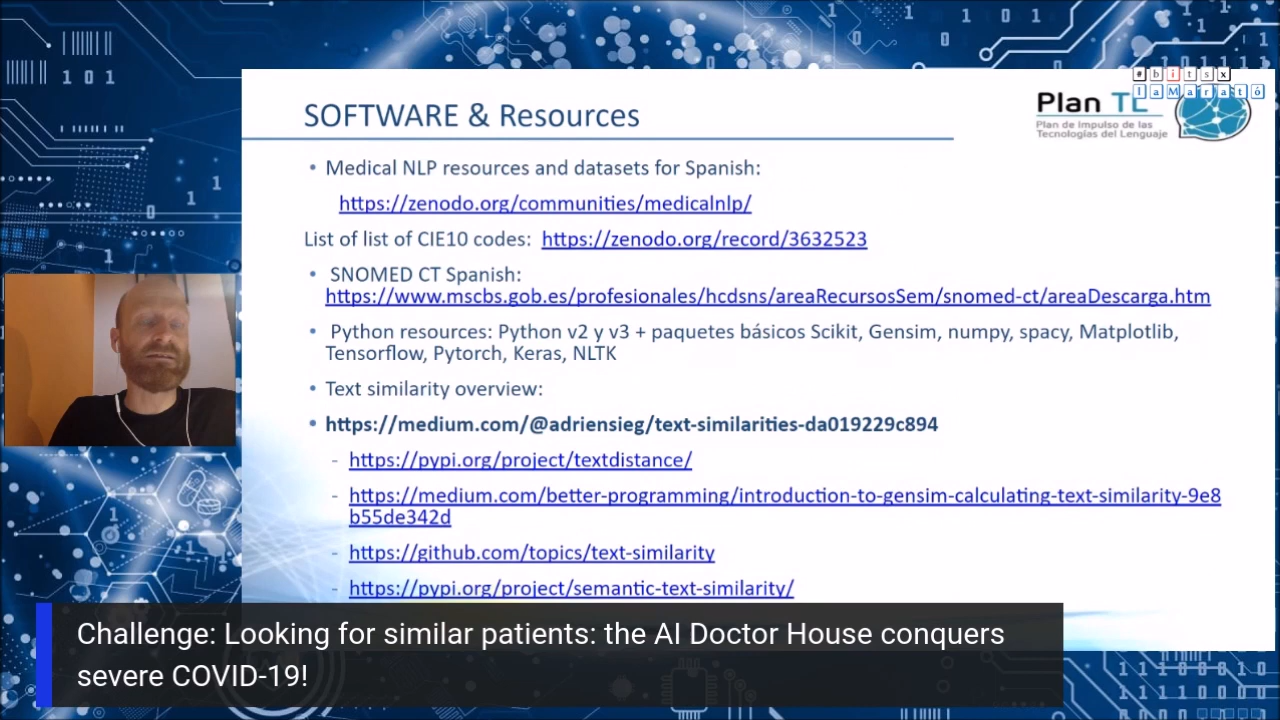 #bitsx
laMarató
SOFTWARE & Resources
Plan TL
Plan de Impulso de las
Tecnologías del Lenguaje
• Medical NLP resources and datasets for Spanish:
https://zenodo.org/communities/medicalnlp/
List of list of CIE10 codes: https://zenodo.org/record/3632523
• SNOMED CT Spanish:
https://www.mscbs.gob.es/profesionales/hcdsns/areaRecursosSem/snomed-ct/areaDescarga.htm
• Python resources: Python v2 y v3 + paquetes básicos Scikit, Gensim, numpy, spacy, Matplotlib,
Tensorflow, Pytorch, Keras, NLTK
• Text similarity overview:
• https://medium.com/@adriensieg/text-similarities-da019229c894
- https://pypi.org/project/textdistance/
- https://medium.com/better-programming/introduction-to-gensim-calculating-text-similarity-9e8
b55de342d
- https://github.com/topics/text-similarity
- https://pypi.org/project/semantic-text-similarity/
Challenge: Looking for similar patients: the AI Doctor House conquers
severe COVID-19!